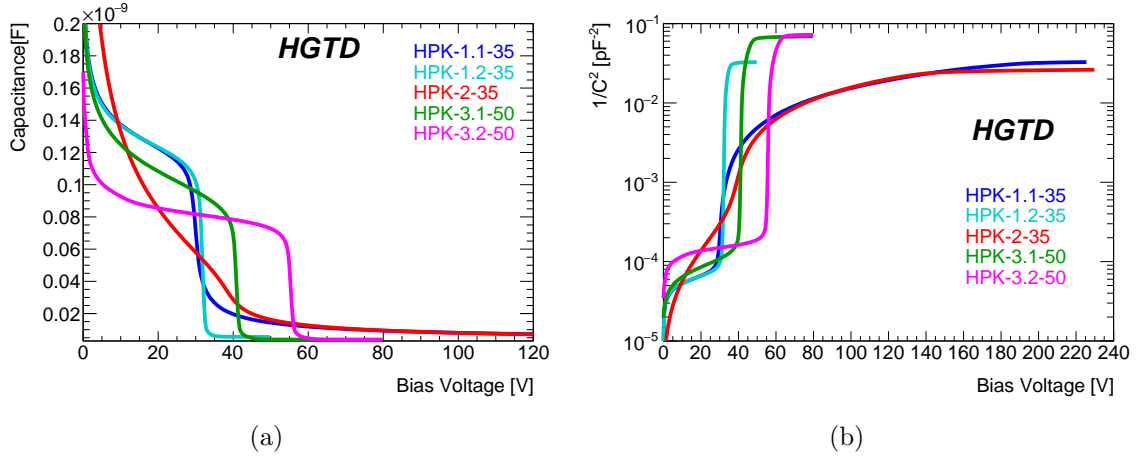 ×10⁻⁹
Capacitance[F]
0.2
0.18
0.16
0.14
0.12
0.1
0.08
0.06
0.04
0.02
0 20 40 60 80 100 120
Bias Voltage [V]
HGTD
HPK-1.1-35
HPK-1.2-35
HPK-2-35
HPK-3.1-50
HPK-3.2-50
(a)
1/C² [pF⁻²]
10⁻¹
10⁻²
10⁻³
10⁻⁴
10⁻⁵
0 20 40 60 80 100 120 140 160 180 200 220 240
Bias Voltage [V]
HGTD
HPK-1.1-35
HPK-1.2-35
HPK-2-35
HPK-3.1-50
HPK-3.2-50
(b)